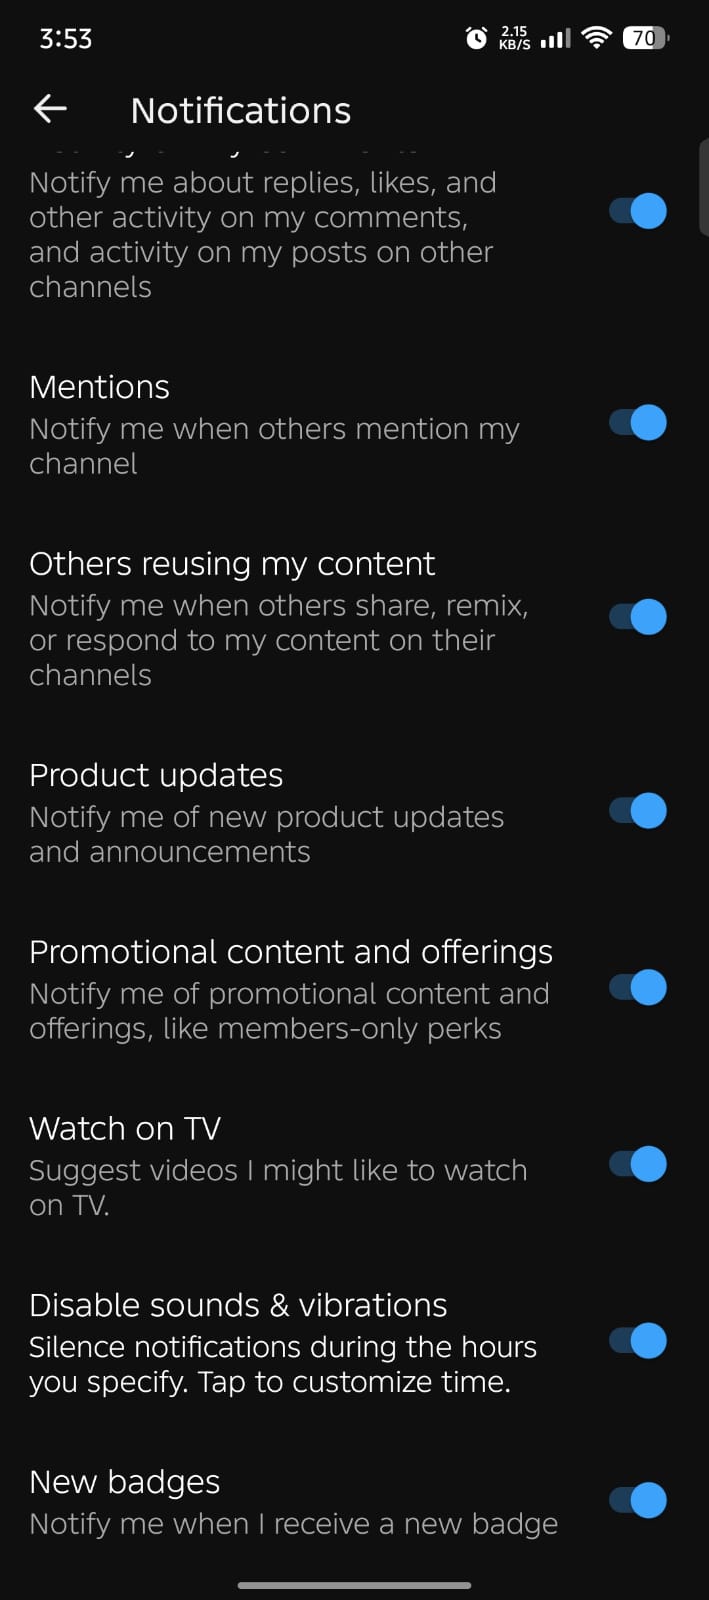 3:53
2.15
KB/S
70
Notifications
Notify me about replies, likes, and
other activity on my comments,
and activity on my posts on other
channels
Mentions
Notify me when others mention my
channel
Others reusing my content
Notify me when others share, remix,
or respond to my content on their
channels
Product updates
Notify me of new product updates
and announcements
Promotional content and offerings
Notify me of promotional content and
offerings, like members-only perks
Watch on TV
Suggest videos I might like to watch
on TV.
Disable sounds & vibrations
Silence notifications during the hours
you specify. Tap to customize time.
New badges
Notify me when I receive a new badge